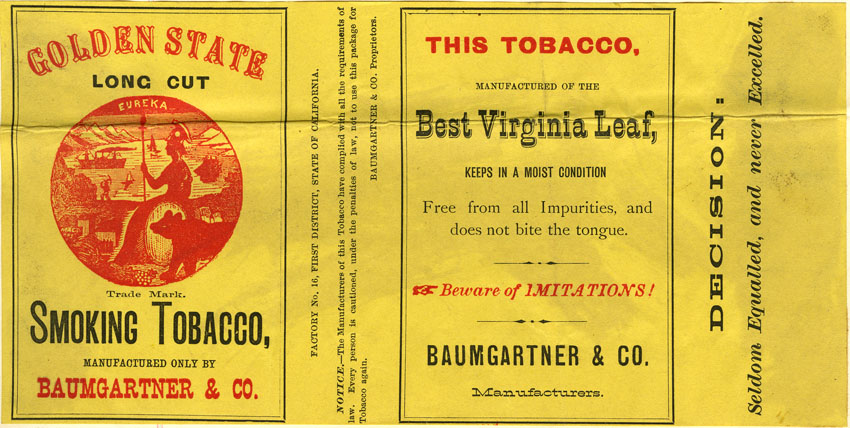 GOLDEN STATE
LONG CUT
EUREKA
Trade Mark.
SMOKING TOBACCO,
MANUFACTURED ONLY BY
BAUMGARTNER & CO.
FACTORY No. 16, FIRST DISTRICT, STATE OF CALIFORNIA.
NOTICE.—The Manufacturers of this Tobacco have complied with all the requirements of
law. Every person is cautioned, under the penalties of law, not to use this package for
Tobacco again.
BAUMGARTNER & CO. Proprietors.
THIS TOBACCO,
MANUFACTURED OF THE
Best Virginia Leaf,
KEEPS IN A MOIST CONDITION
Free from all Impurities, and
does not bite the tongue.
☛ Beware of IMITATIONS!
BAUMGARTNER & CO.
Manufacturers.
DECISION:
Seldom Equalled, and never Excelled.